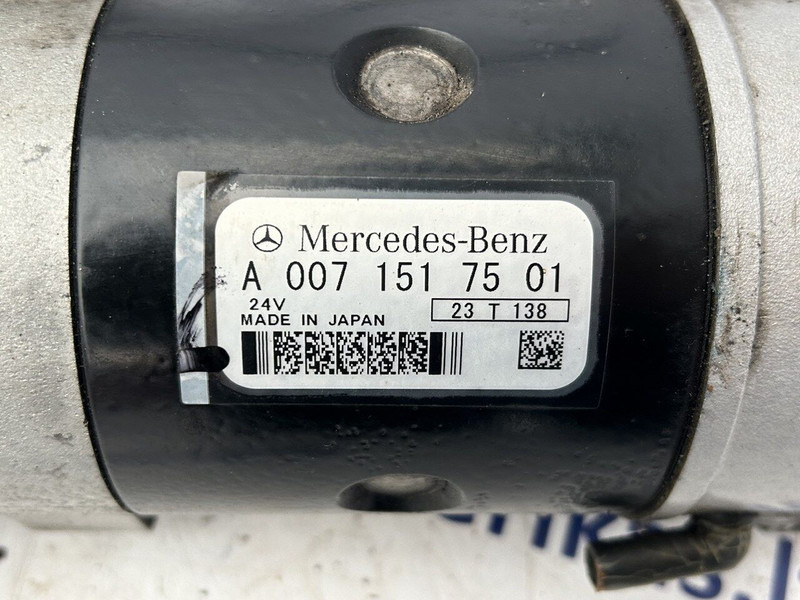 Mercedes-Benz
A 007 151 75 01
24V
23 T 138
MADE IN JAPAN